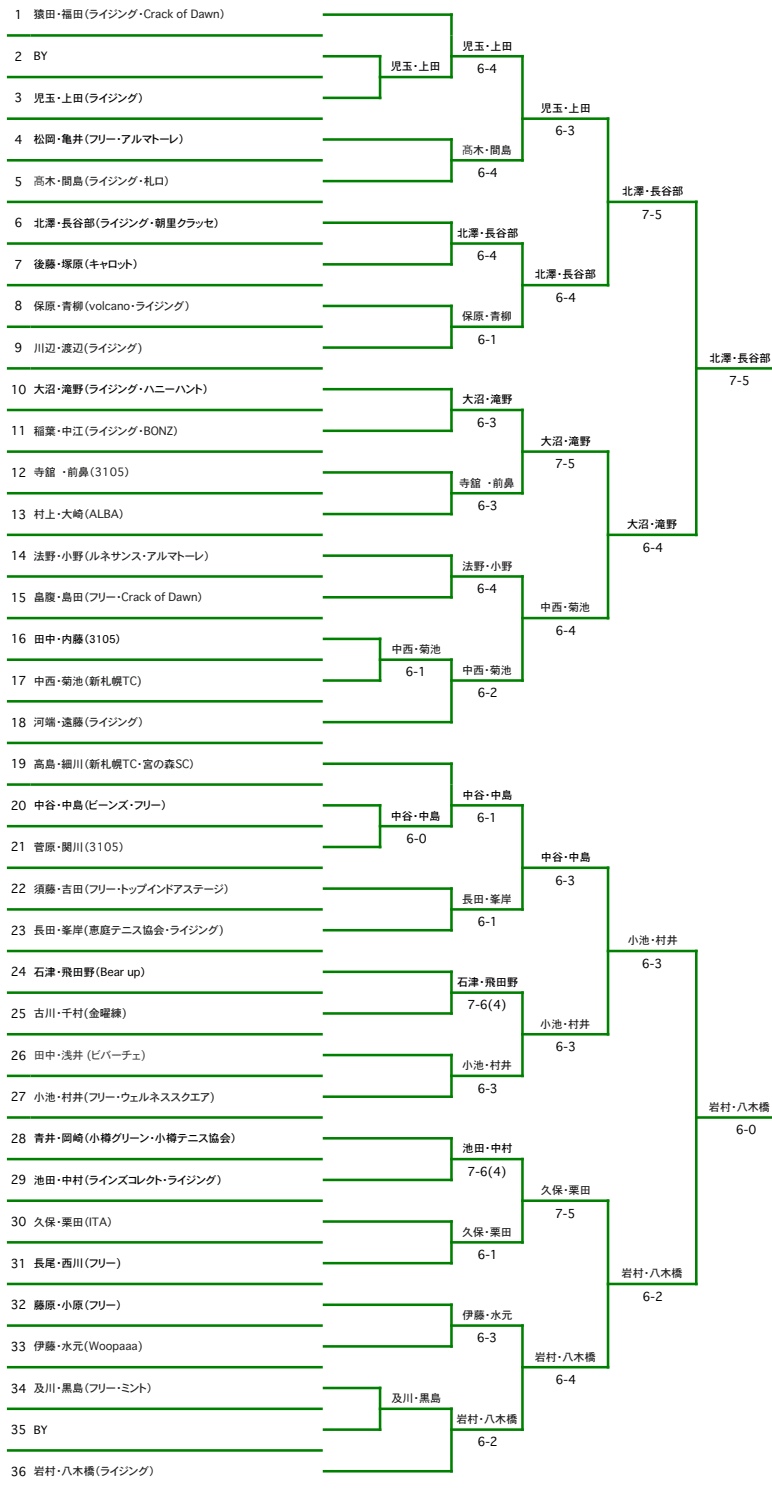 1 猿田・福田(ライジング・Crack of Dawn)
2 BY
3 児玉・上田(ライジング)
4 松岡・亀井(フリー・アルマトーレ)
5 髙木・間島(ライジング・札口)
6 北澤・長谷部(ライジング・朝里クラッセ)
7 後藤・塚原(キャロット)
8 保原・青柳(volcano・ライジング)
9 川辺・渡辺(ライジング)
10 大沼・滝野(ライジング・ハニーハント)
11 稲葉・中江(ライジング・BONZ)
12 寺舘 ・前鼻(3105)
13 村上・大崎(ALBA)
14 法野・小野(ルネサンス・アルマトーレ)
15 畠腹・島田(フリー・Crack of Dawn)
16 田中・内藤(3105)
17 中西・菊池(新札幌TC)
18 河端・遠藤(ライジング)
19 高島・細川(新札幌TC・宮の森SC)
20 中谷・中島(ビーンズ・フリー)
21 菅原・関川(3105)
22 須藤・吉田(フリー・トップインドアステージ)
23 長田・峯岸(恵庭テニス協会・ライジング)
24 石津・飛田野(Bear up)
25 古川・千村(金曜練)
26 田中・浅井 (ビバーチェ)
27 小池・村井(フリー・ウェルネススクエア)
28 青井・岡崎(小樽グリーン・小樽テニス協会)
29 池田・中村(ラインズコレクト・ライジング)
30 久保・栗田(ITA)
31 長尾・西川(フリー)
32 藤原・小原(フリー)
33 伊藤・水元(Woopaaa)
34 及川・黒島(フリー・ミント)
35 BY
36 岩村・八木橋(ライジング)
児玉・上田
中西・菊池
6-1
中谷・中島
6-0
及川・黒島
児玉・上田
6-4
髙木・間島
6-4
北澤・長谷部
6-4
保原・青柳
6-1
大沼・滝野
6-3
寺舘 ・前鼻
6-3
法野・小野
6-4
中西・菊池
6-2
中谷・中島
6-1
長田・峯岸
6-1
石津・飛田野
7-6(4)
小池・村井
6-3
池田・中村
7-6(4)
久保・栗田
6-1
伊藤・水元
6-3
岩村・八木橋
6-2
児玉・上田
6-3
北澤・長谷部
6-4
大沼・滝野
7-5
中西・菊池
6-4
中谷・中島
6-3
小池・村井
6-3
久保・栗田
7-5
岩村・八木橋
6-4
北澤・長谷部
7-5
大沼・滝野
6-4
小池・村井
6-3
岩村・八木橋
6-2
北澤・長谷部
7-5
岩村・八木橋
6-0